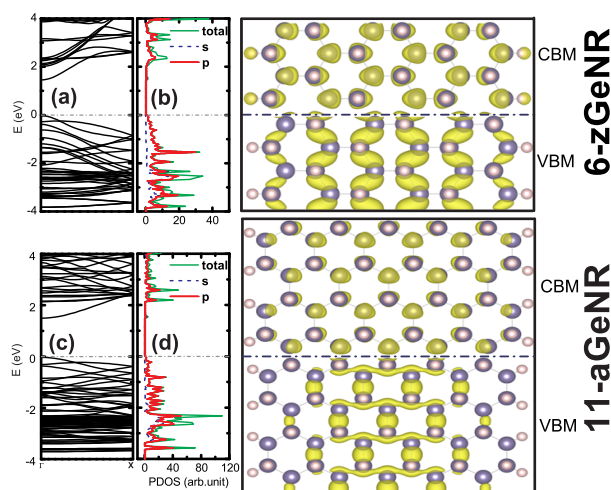 4
2
0
-2
-4
E (eV)
(a)
(b)
total
s
p
0
20
40
CBM
VBM
6-zGeNR
4
2
0
-2
-4
E (eV)
(c)
(d)
total
s
p
Γ
X
0
40
80
120
PDOS (arb.unit)
CBM
VBM
11-aGeNR